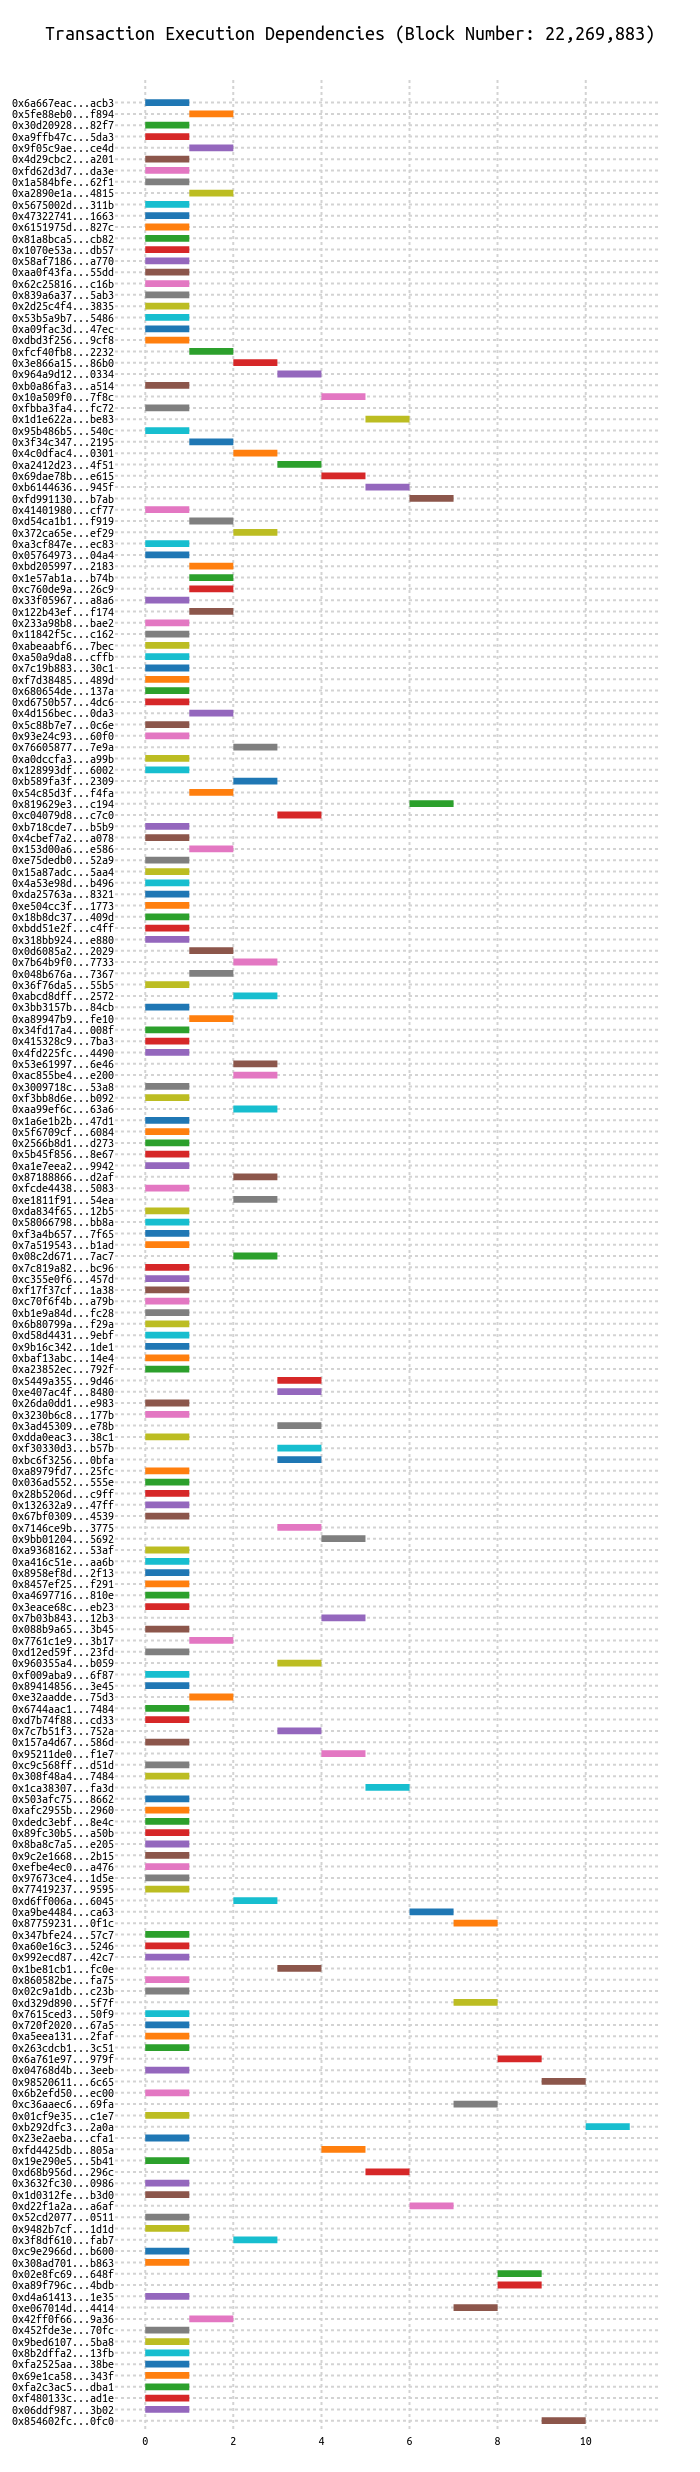 Transaction Execution Dependencies (Block Number: 22,269,883)
0x6a667eac...acb3
0x5fe88eb0...f894
0x30d20928...82f7
0xa9ffb47c...5da3
0x9f05c9ae...ce4d
0x4d29cbc2...a201
0xfd62d3d7...da3e
0x1a584bfe...62f1
0xa2890e1a...4815
0x5675002d...311b
0x47322741...1663
0x6151975d...827c
0x81a8bca5...cb82
0x1070e53a...db57
0x58af7186...a770
0xaa0f43fa...55dd
0x62c25816...c16b
0x839a6a37...5ab3
0x2d25c4f4...3835
0x53b5a9b7...5486
0xa09fac3d...47ec
0xdbd3f256...9cf8
0xfcf40fb8...2232
0x3e866a15...86b0
0x964a9d12...0334
0xb0a86fa3...a514
0x10a509f0...7f8c
0xfbba3fa4...fc72
0x1d1e622a...be83
0x95b486b5...540c
0x3f34c347...2195
0x4c0dfac4...0301
0xa2412d23...4f51
0x69dae78b...e615
0xb6144636...945f
0xfd991130...b7ab
0x41401980...cf77
0xd54ca1b1...f919
0x372ca65e...ef29
0xa3cf847e...ec83
0x05764973...04a4
0xbd205997...2183
0x1e57ab1a...b74b
0xc760de9a...26c9
0x33f05967...a8a6
0x122b43ef...f174
0x233a98b8...bae2
0x11842f5c...c162
0xabeaabf6...7bec
0xa50a9da8...cffb
0x7c19b883...30c1
0xf7d38485...489d
0x680654de...137a
0xd6750b57...4dc6
0x4d156bec...0da3
0x5c88b7e7...0c6e
0x93e24c93...60f0
0x76605877...7e9a
0xa0dccfa3...a99b
0x128993df...6002
0xb589fa3f...2309
0x54c85d3f...f4fa
0x819629e3...c194
0xc04079d8...c7c0
0xb718cde7...b5b9
0x4cbef7a2...a078
0x153d00a6...e586
0xe75dedb0...52a9
0x15a87adc...5aa4
0x4a53e98d...b496
0xda25763a...8321
0xe504cc3f...1773
0x18b8dc37...409d
0xbdd51e2f...c4ff
0x318bb924...e880
0x0d6085a2...2029
0x7b64b9f0...7733
0x048b676a...7367
0x36f76da5...55b5
0xabcd8dff...2572
0x3bb3157b...84cb
0xa89947b9...fe10
0x34fd17a4...008f
0x415328c9...7ba3
0x4fd225fc...4490
0x53e61997...6e46
0xac855be4...e200
0x3009718c...53a8
0xf3bb8d6e...b092
0xaa99ef6c...63a6
0x1a6e1b2b...47d1
0x5f6709cf...6084
0x2566b8d1...d273
0x5b45f856...8e67
0xa1e7eea2...9942
0x87188866...d2af
0xfcde4438...5083
0xe1811f91...54ea
0xda834f65...12b5
0x58066798...bb8a
0xf3a4b657...7f65
0x7a519543...b1ad
0x08c2d671...7ac7
0x7c819a82...bc96
0xc355e0f6...457d
0xf17f37cf...1a38
0xc70f6f4b...a79b
0xb1e9a84d...fc28
0x6b80799a...f29a
0xd58d4431...9ebf
0x9b16c342...1de1
0xbaf13abc...14e4
0xa23852ec...792f
0x5449a355...9d46
0xe407ac4f...8480
0x26da0dd1...e983
0x3230b6c8...177b
0x3ad45309...e78b
0xdda0eac3...38c1
0xf30330d3...b57b
0xbc6f3256...0bfa
0xa8979fd7...25fc
0x036ad552...555e
0x28b5206d...c9ff
0x132632a9...47ff
0x67bf0309...4539
0x7146ce9b...3775
0x9bb01204...5692
0xa9368162...53af
0xa416c51e...aa6b
0x8958ef8d...2f13
0x8457ef25...f291
0xa4697716...810e
0x3eace68c...eb23
0x7b03b843...12b3
0x088b9a65...3b45
0x7761c1e9...3b17
0xd12ed59f...23fd
0x960355a4...b059
0xf009aba9...6f87
0x89414856...3e45
0xe32aadde...75d3
0x6744aac1...7484
0xd7b74f88...cd33
0x7c7b51f3...752a
0x157a4d67...586d
0x95211de0...f1e7
0xc9c568ff...d51d
0x308f48a4...7484
0x1ca38307...fa3d
0x503afc75...8662
0xafc2955b...2960
0xdedc3ebf...8e4c
0x89fc30b5...a50b
0x8ba8c7a5...e205
0x9c2e1668...2b15
0xefbe4ec0...a476
0x97673ce4...1d5e
0x77419237...9595
0xd6ff006a...6045
0xa9be4484...ca63
0x87759231...0f1c
0x347bfe24...57c7
0xa60e16c3...5246
0x992ecd87...42c7
0x1be81cb1...fc0e
0x860582be...fa75
0x02c9a1db...c23b
0xd329d890...5f7f
0x7615ced3...50f9
0x720f2020...67a5
0xa5eea131...2faf
0x263cdcb1...3c51
0x6a761e97...979f
0x04768d4b...3eeb
0x98520611...6c65
0x6b2efd50...ec00
0xc36aaec6...69fa
0x01cf9e35...c1e7
0xb292dfc3...2a0a
0x23e2aeba...cfa1
0xfd4425db...805a
0x19e290e5...5b41
0xd68b956d...296c
0x3632fc30...0986
0x1d0312fe...b3d0
0xd22f1a2a...a6af
0x52cd2077...0511
0x9482b7cf...1d1d
0x3f8df610...fab7
0xc9e2966d...b600
0x308ad701...b863
0x02e8fc69...648f
0xa89f796c...4bdb
0xd4a61413...1e35
0xe067014d...4414
0x42ff0f66...9a36
0x452fde3e...70fc
0x9bed6107...5ba8
0x8b2dffa2...13fb
0xfa2525aa...38be
0x69e1ca58...343f
0xfa2c3ac5...dba1
0xf480133c...ad1e
0x06ddf987...3b02
0x854602fc...0fc0
0 2 4 6 8 10